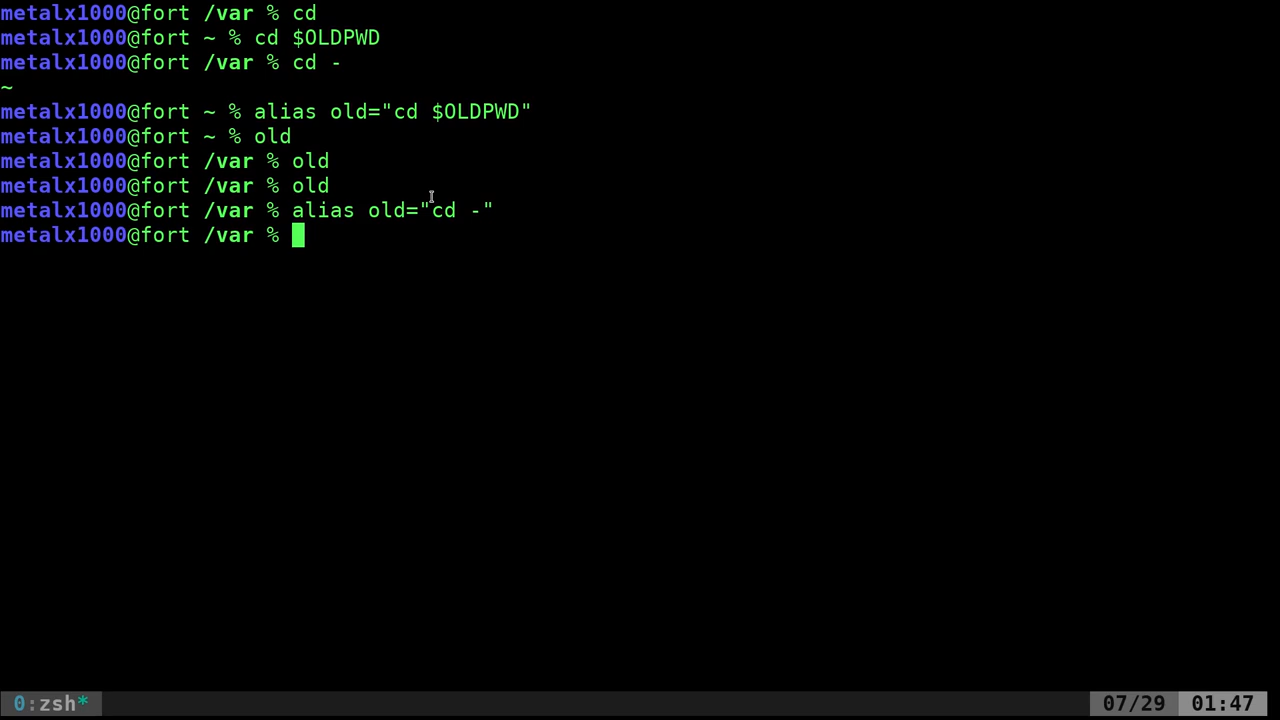 metalx1000@fort /var % cd
metalx1000@fort ~ % cd $OLDPWD
metalx1000@fort /var % cd -
~
metalx1000@fort ~ % alias old="cd $OLDPWD"
metalx1000@fort ~ % old
metalx1000@fort /var % old
metalx1000@fort /var % old
metalx1000@fort /var % alias old="cd -"
metalx1000@fort /var %
0:zsh* 07/29 01:47